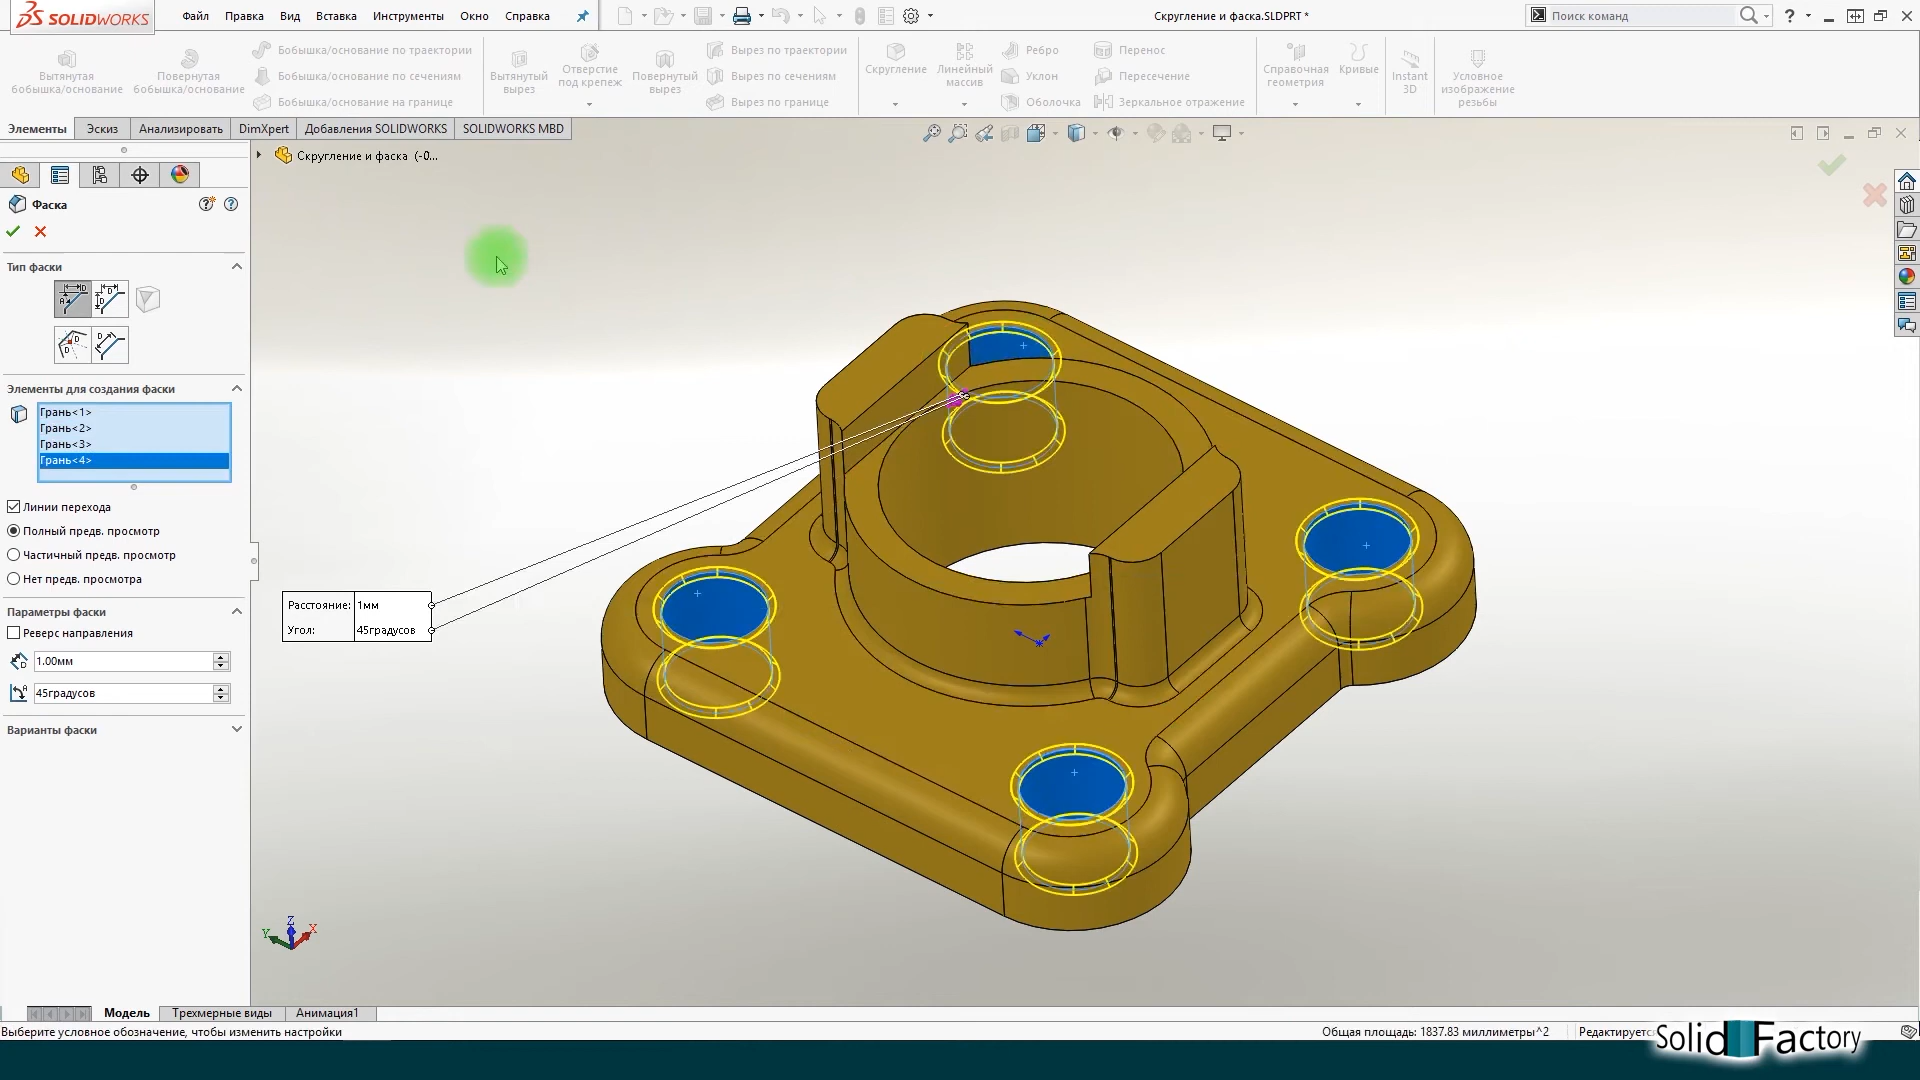 SOLIDWORKS
Файл Правка Вид Вставка Инструменты Окно Справка
Скругление и фаска.SLDPRT *
Поиск команд
Вытянутая бобышка/основание
Повернутая бобышка/основание
Бобышка/основание по траектории
Бобышка/основание по сечениям
Бобышка/основание на границе
Вытянутый вырез
Отверстие под крепеж
Повернутый вырез
Вырез по траектории
Вырез по сечениям
Вырез по границе
Скругление
Линейный массив
Ребро
Уклон
Оболочка
Перенос
Пересечение
Зеркальное отражение
Справочная геометрия
Кривые
Instant 3D
Условное изображение резьбы
Элементы Эскиз Анализировать DimXpert Добавления SOLIDWORKS SOLIDWORKS MBD
Скругление и фаска (-0...
Фаска
Тип фаски
Элементы для создания фаски
Грань<1>
Грань<2>
Грань<3>
Грань<4>
Линии перехода
Полный предв. просмотр
Частичный предв. просмотр
Нет предв. просмотра
Параметры фаски
Реверс направления
1.00мм
45градусов
Варианты фаски
Расстояние: 1мм
Угол: 45градусов
Z
Y
X
Модель Трехмерные виды Анимация1
Выберите условное обозначение, чтобы изменить настройки
Общая площадь: 1837.83 миллиметры^2
Редактируетс
Solid Factory